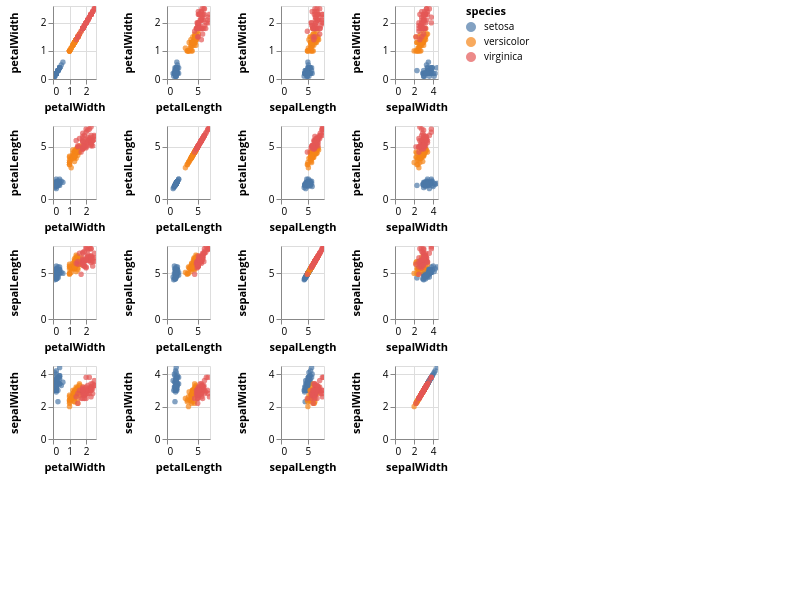 species
setosa
versicolor
virginica
petalWidth
2
1
0
0 1 2
petalWidth
petalWidth
2
1
0
0 5
petalLength
petalWidth
2
1
0
0 5
sepalLength
petalWidth
2
1
0
0 2 4
sepalWidth
petalLength
5
0
0 1 2
petalWidth
petalLength
5
0
0 5
petalLength
petalLength
5
0
0 5
sepalLength
petalLength
5
0
0 2 4
sepalWidth
sepalLength
5
0
0 1 2
petalWidth
sepalLength
5
0
0 5
petalLength
sepalLength
5
0
0 5
sepalLength
sepalLength
5
0
0 2 4
sepalWidth
sepalWidth
4
2
0
0 1 2
petalWidth
sepalWidth
4
2
0
0 5
petalLength
sepalWidth
4
2
0
0 5
sepalLength
sepalWidth
4
2
0
0 2 4
sepalWidth